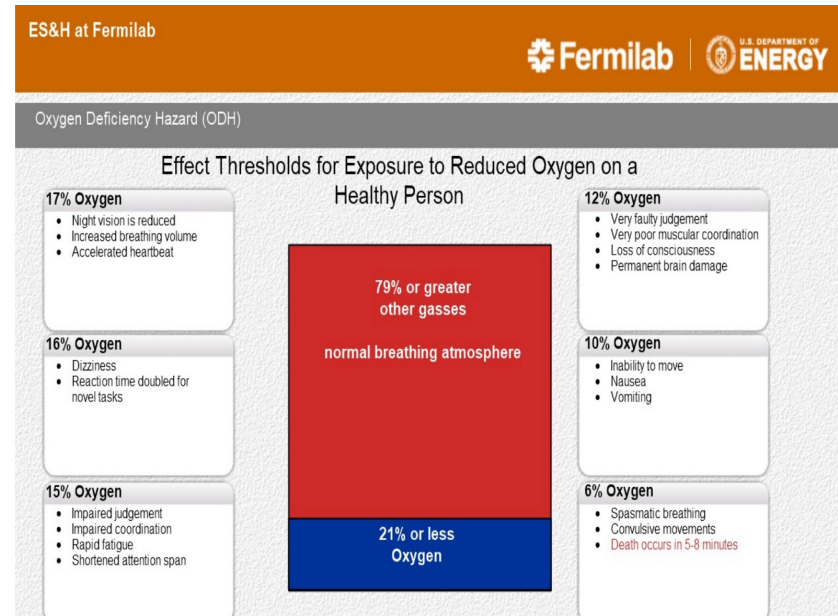 ES&H at Fermilab
Fermilab
U.S. DEPARTMENT OF
ENERGY
Oxygen Deficiency Hazard (ODH)
Effect Thresholds for Exposure to Reduced Oxygen on a
Healthy Person
17% Oxygen
• Night vision is reduced
• Increased breathing volume
• Accelerated heartbeat
16% Oxygen
• Dizziness
• Reaction time doubled for
novel tasks
15% Oxygen
• Impaired judgement
• Impaired coordination
• Rapid fatigue
• Shortened attention span
79% or greater
other gasses
normal breathing atmosphere
21% or less
Oxygen
12% Oxygen
• Very faulty judgement
• Very poor muscular coordination
• Loss of consciousness
• Permanent brain damage
10% Oxygen
• Inability to move
• Nausea
• Vomiting
6% Oxygen
• Spasmatic breathing
• Convulsive movements
• Death occurs in 5-8 minutes